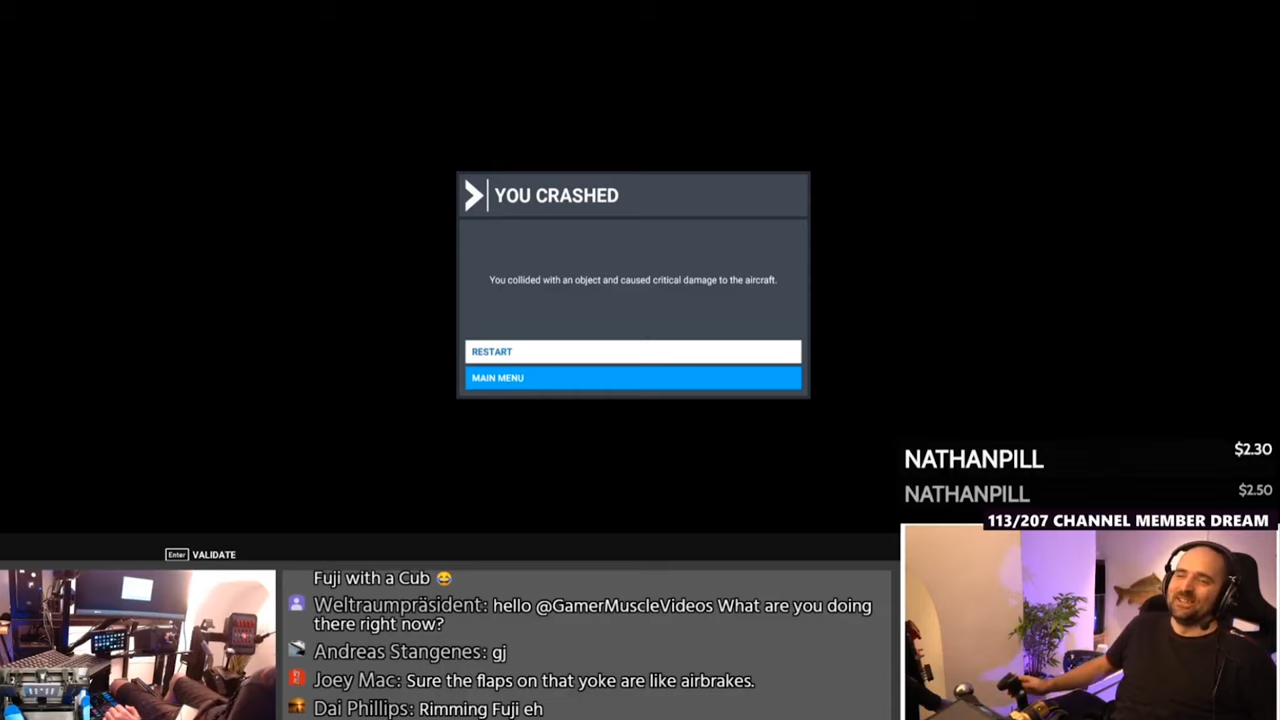 YOU CRASHED
You collided with an object and caused critical damage to the aircraft.
RESTART
MAIN MENU
NATHANPILL $2.30
NATHANPILL $2.50
113/207 CHANNEL MEMBER DREAM
Enter VALIDATE
Fuji with a Cub 😂
Weltraumpräsident: hello @GamerMuscleVideos What are you doing
there right now?
Andreas Stangenes: gj
Joey Mac: Sure the flaps on that yoke are like airbrakes.
Dai Phillips: Rimming Fuji eh